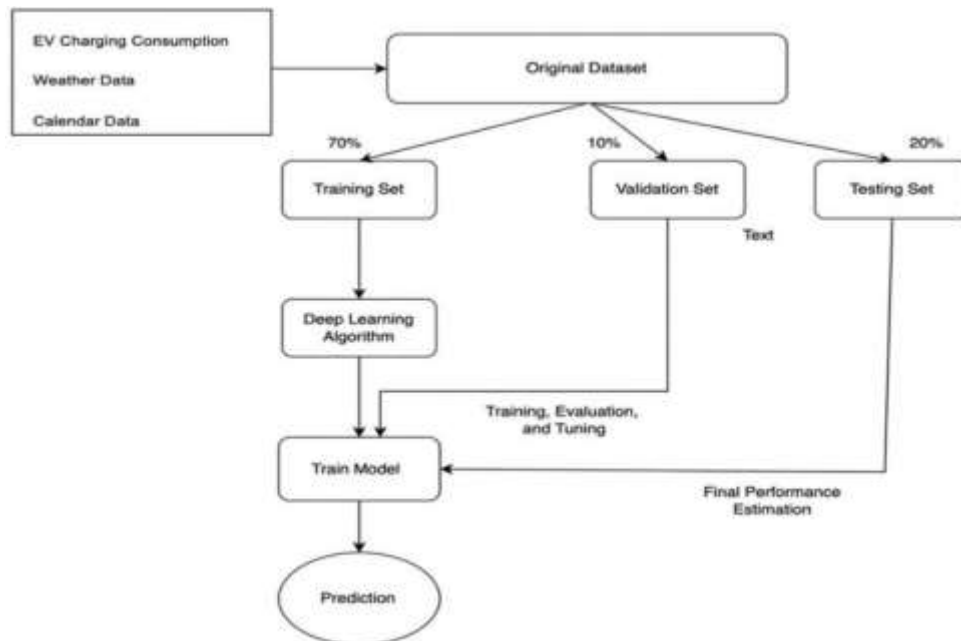 EV Charging Consumption
Weather Data
Calendar Data
Original Dataset
70%
10%
20%
Training Set
Validation Set
Testing Set
Text
Deep Learning
Algorithm
Training, Evaluation,
and Tuning
Train Model
Final Performance
Estimation
Prediction